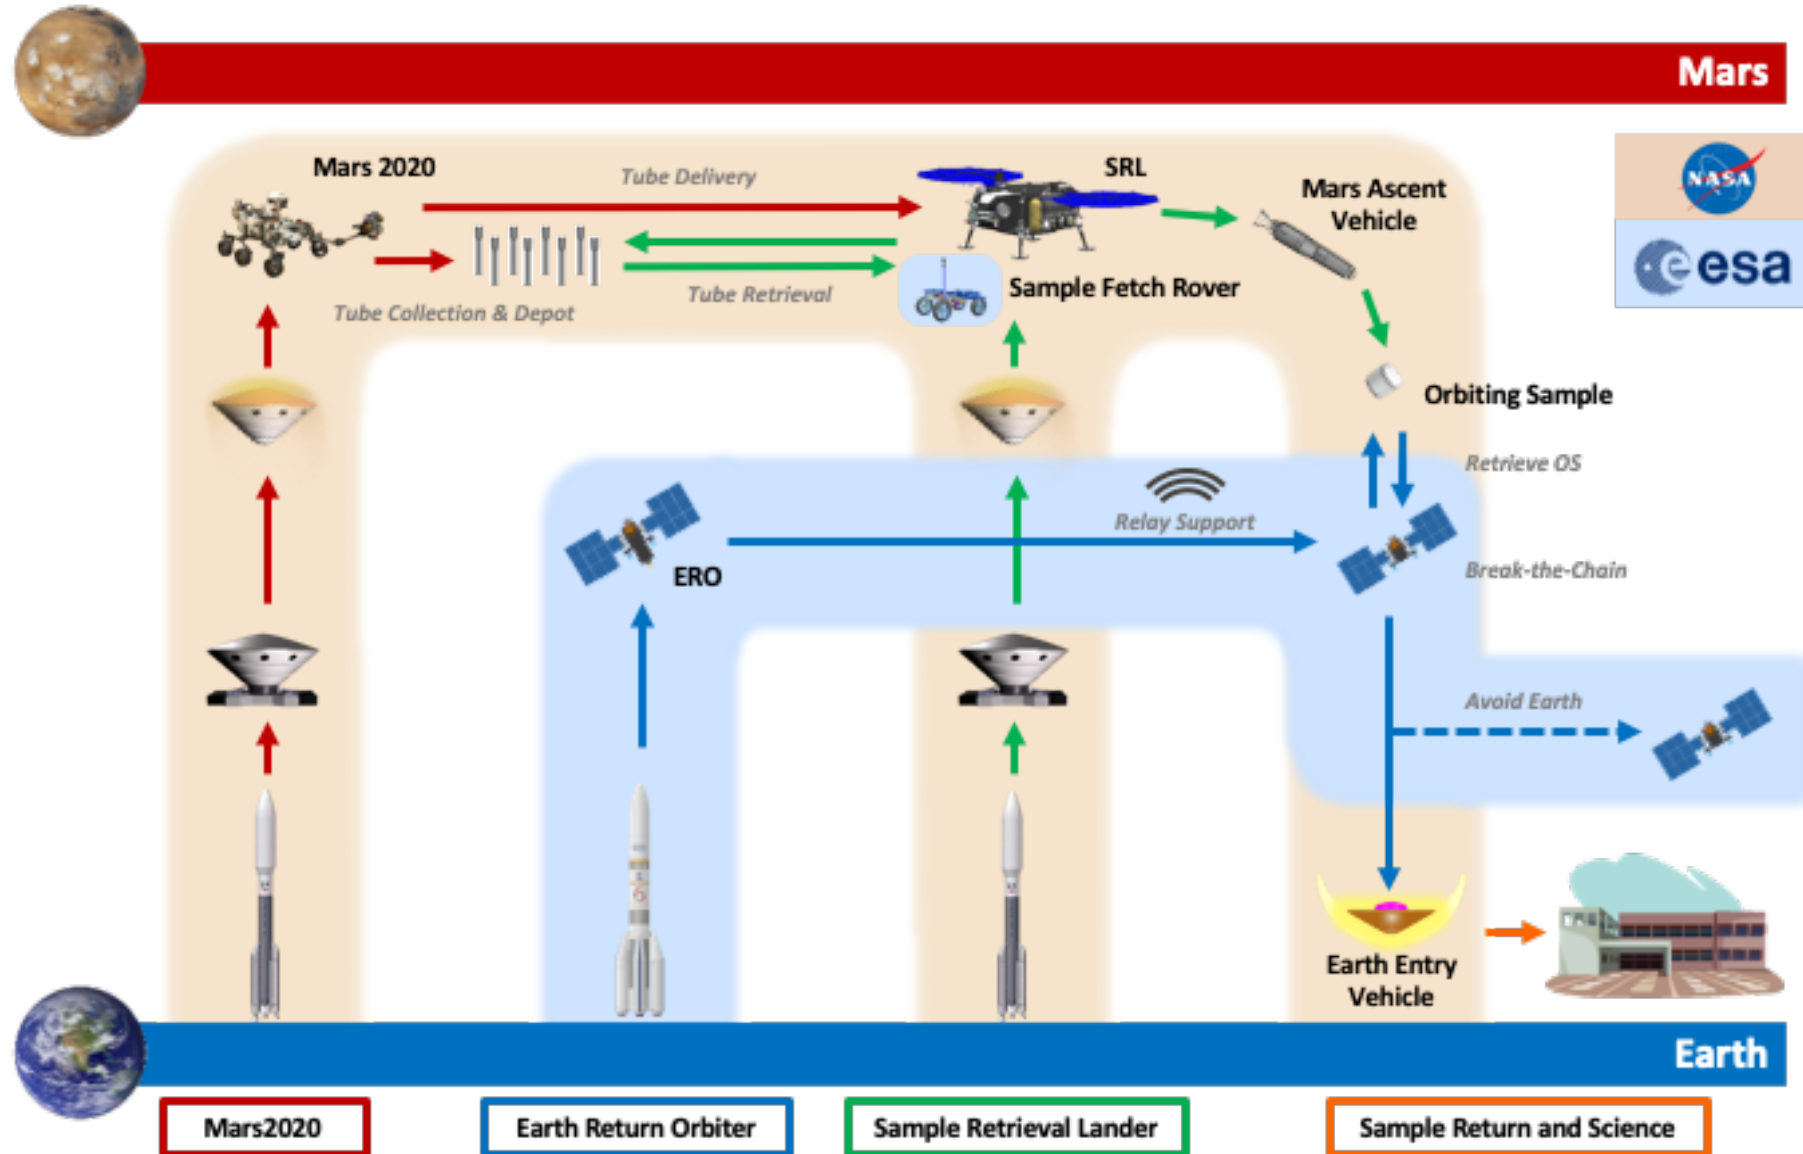 Mars
Mars 2020
Tube Delivery
SRL
Mars Ascent
Vehicle
NASA
esa
Tube Collection & Depot
Tube Retrieval
Sample Fetch Rover
Orbiting Sample
Retrieve OS
Relay Support
ERO
Break-the-Chain
Avoid Earth
6
Earth Entry
Vehicle
Earth
Mars2020
Earth Return Orbiter
Sample Retrieval Lander
Sample Return and Science